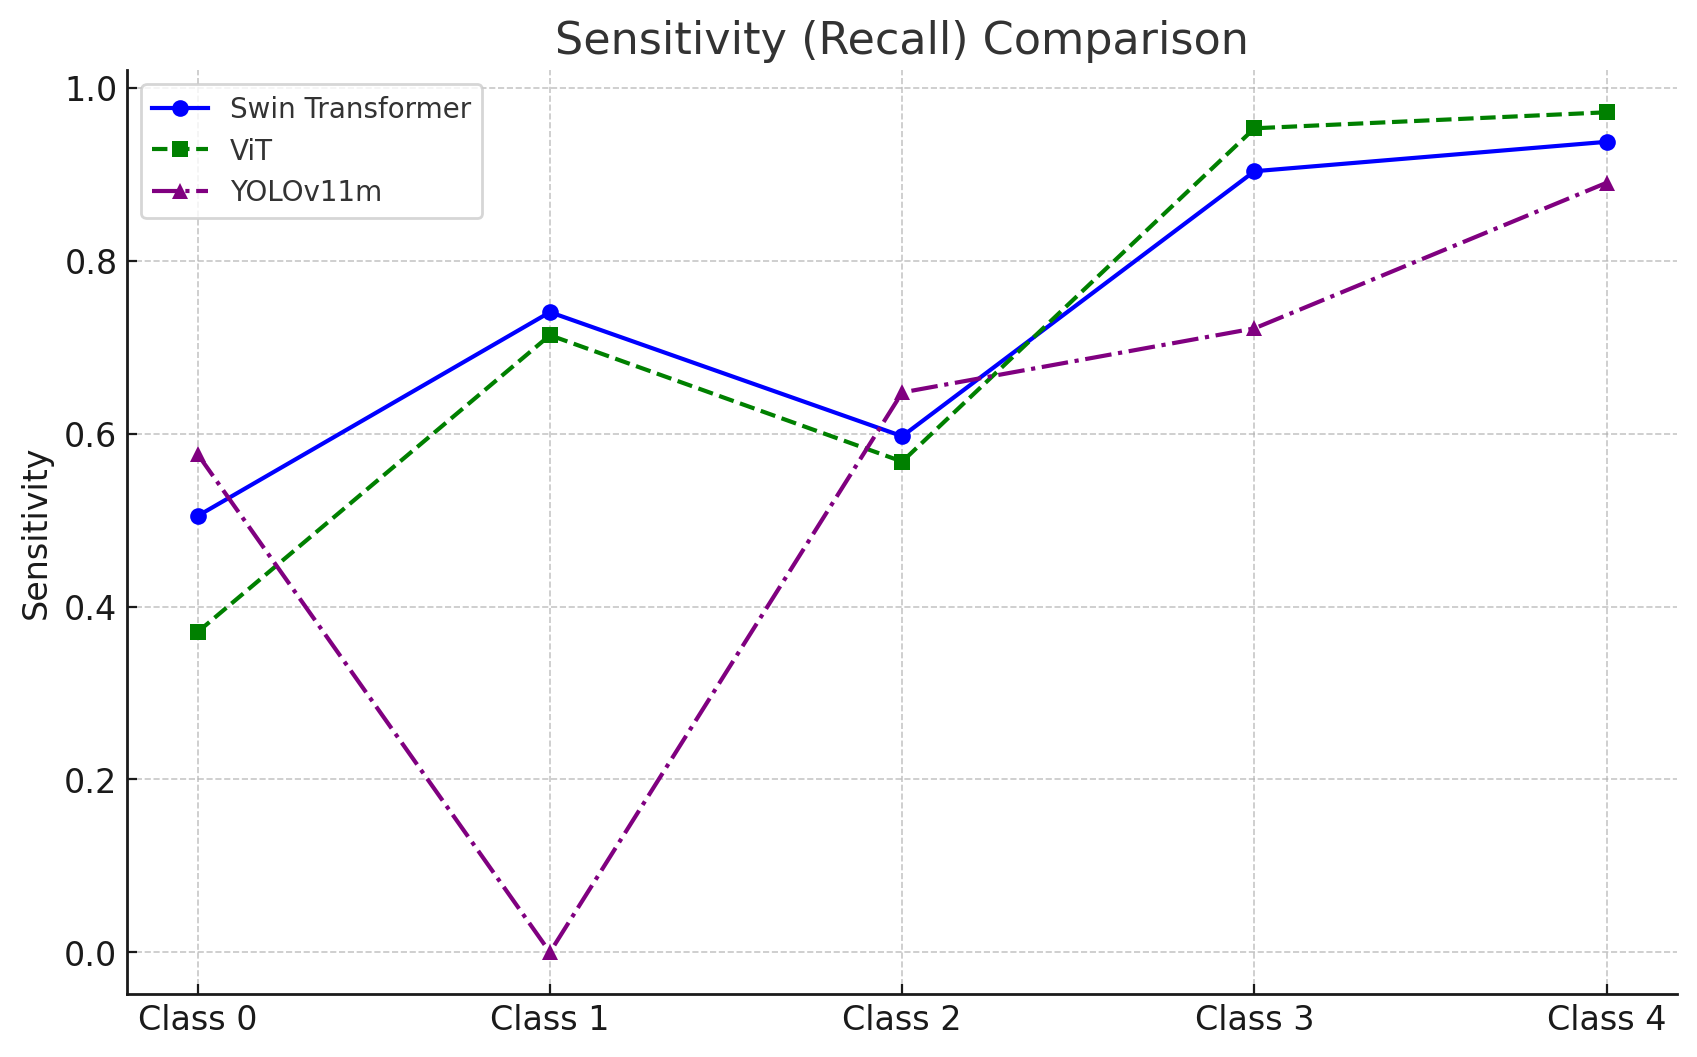 Sensitivity (Recall) Comparison
Swin Transformer
ViT
YOLOv11m
Sensitivity
1.0
0.8
0.6
0.4
0.2
0.0
Class 0
Class 1
Class 2
Class 3
Class 4